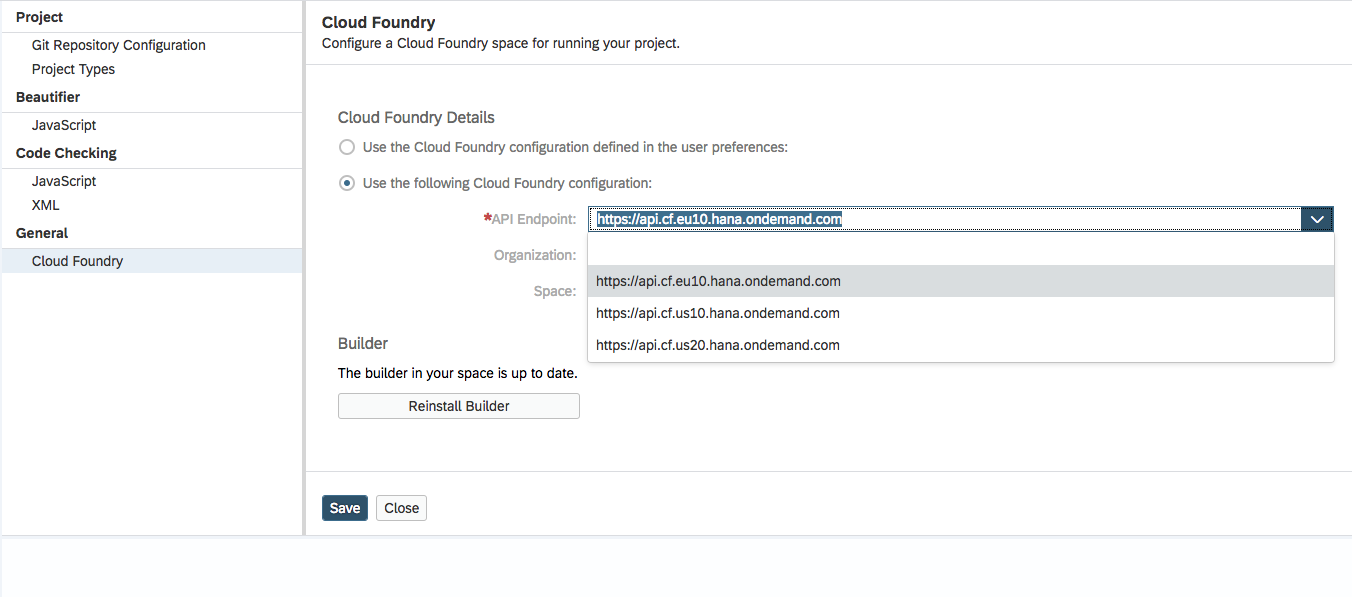 Project
Git Repository Configuration
Project Types
Beautifier
JavaScript
Code Checking
JavaScript
XML
General
Cloud Foundry
Cloud Foundry
Configure a Cloud Foundry space for running your project.
Cloud Foundry Details
Use the Cloud Foundry configuration defined in the user preferences:
Use the following Cloud Foundry configuration:
*API Endpoint: https://api.cf.eu10.hana.ondemand.com
Organization:
https://api.cf.eu10.hana.ondemand.com
Space:
https://api.cf.us10.hana.ondemand.com
https://api.cf.us20.hana.ondemand.com
Builder
The builder in your space is up to date.
Reinstall Builder
Save Close